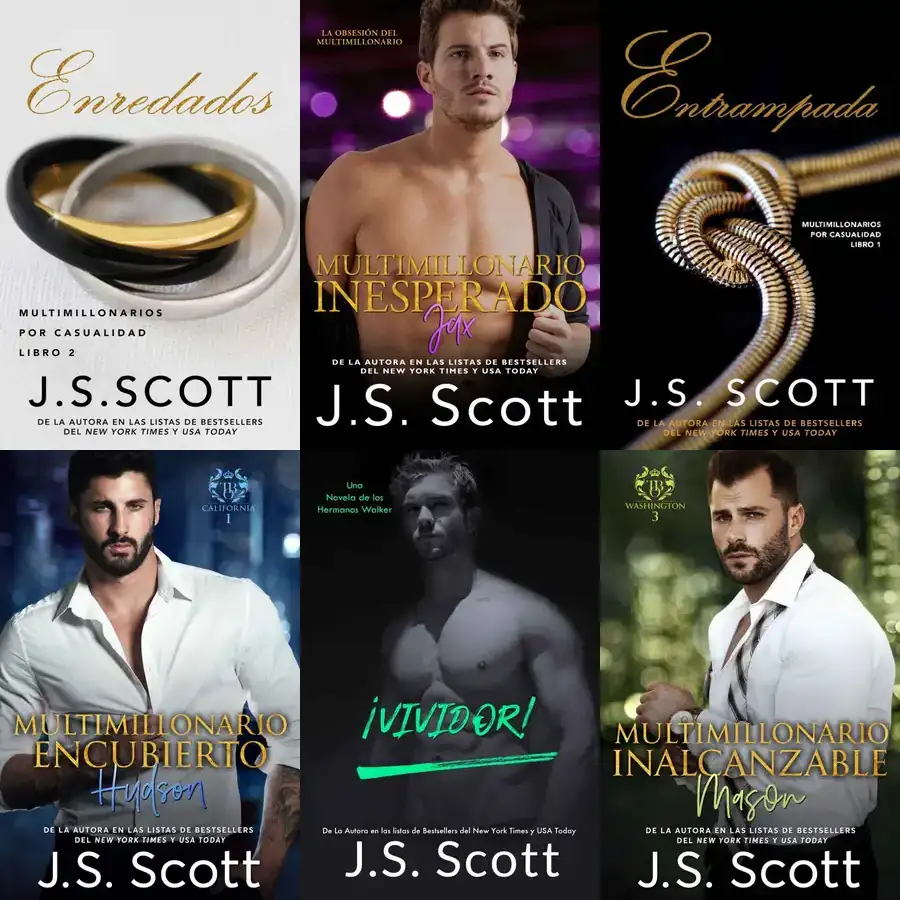 Enredados
MULTIMILLONARIOS
POR CASUALIDAD
LIBRO 2
J.S.SCOTT
DE LA AUTORA EN LAS LISTAS DE BESTSELLERS
DEL NEW YORK TIMES Y USA TODAY
LA OBSESIÓN DEL
MULTIMILLONARIO
MULTIMILLONARIO
INESPERADO
Jax
DE LA AUTORA EN LAS LISTAS DE BESTSELLERS
DEL NEW YORK TIMES Y USA TODAY
J.S. Scott
Entrampada
MULTIMILLONARIOS
POR CASUALIDAD
LIBRO 1
J.S. SCOTT
DE LA AUTORA EN LAS LISTAS DE BESTSELLERS
DEL NEW YORK TIMES Y USA TODAY
CALIFORNIA
1
MULTIMILLONARIO
ENCUBIERTO
Hudson
DE LA AUTORA EN LAS LISTAS DE BESTSELLERS
DEL NEW YORK TIMES Y USA TODAY
J.S. Scott
Una
Novela de los
Hermanos Walker
¡VIVIDOR!
De La Autora en las listas de Bestsellers del New York Times y USA Today
J.S. Scott
WASHINGTON
3
MULTIMILLONARIO
INALCANZABLE
Mason
DE LA AUTORA EN LAS LISTAS DE BESTSELLERS
DEL NEW YORK TIMES Y USA TODAY
J.S. Scott